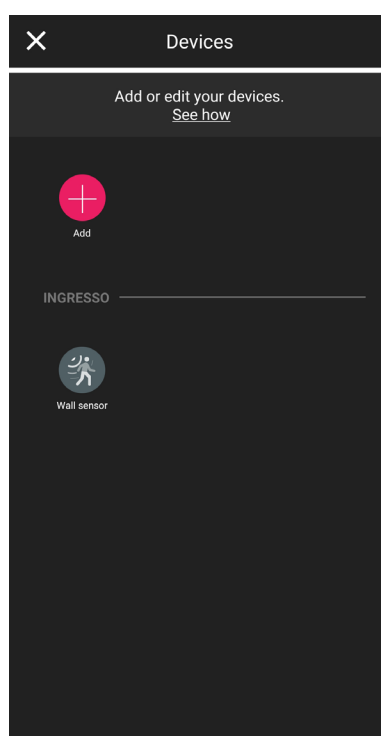 Devices
Add or edit your devices.
See how
Add
INGRESSO
Wall sensor